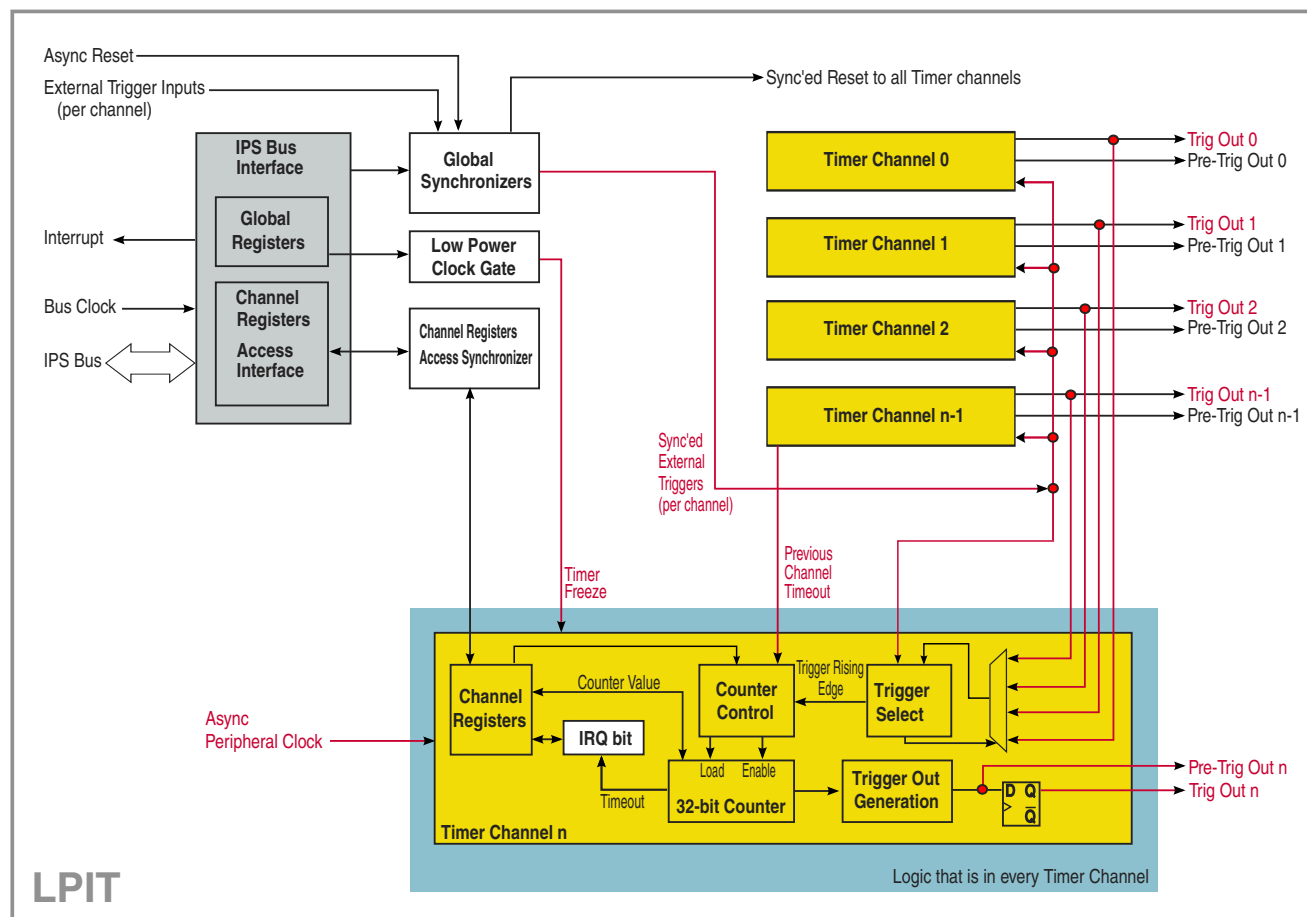 Async Reset
External Trigger Inputs
(per channel)
Sync'ed Reset to all Timer channels
IPS Bus
Interface
Global
Synchronizers
Global
Registers
Low Power
Clock Gate
Channel
Registers
Access
Interface
Channel Registers
Access Synchronizer
Interrupt
Bus Clock
IPS Bus
Timer Channel 0
Trig Out 0
Pre-Trig Out 0
Timer Channel 1
Trig Out 1
Pre-Trig Out 1
Timer Channel 2
Trig Out 2
Pre-Trig Out 2
Timer Channel n-1
Trig Out n-1
Pre-Trig Out n-1
Sync'ed
External
Triggers
(per channel)
Timer
Freeze
Previous
Channel
Timeout
Async
Peripheral Clock
Channel
Registers
Counter Value
IRQ bit
Timeout
Counter
Control
Trigger Rising
Edge
Trigger
Select
Load
Enable
32-bit Counter
Trigger Out
Generation
D Q
Q
Pre-Trig Out n
Trig Out n
Timer Channel n
Logic that is in every Timer Channel
LPIT